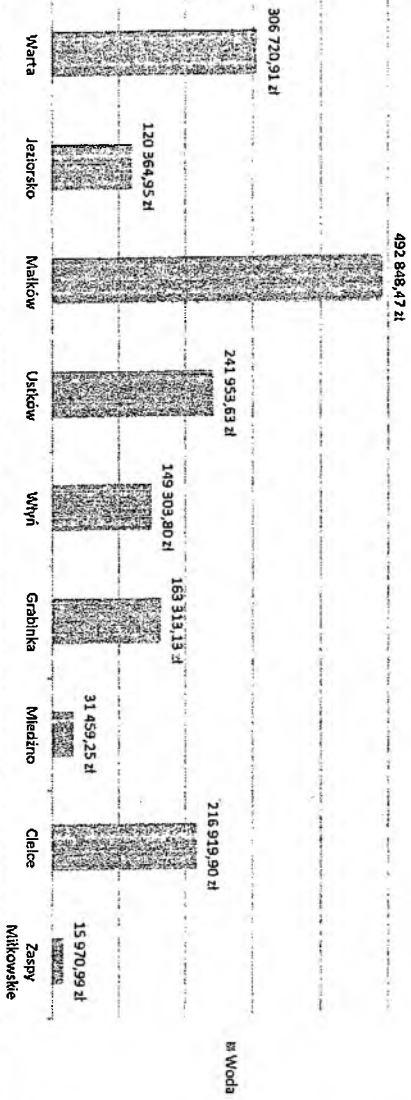 306 720,91 zł
120 364,95 zł
492 848,47 zł
241 953,63 zł
149 303,80 zł
163 313,13 zł
31 459,25 zł
216 919,90 zł
15 970,99 zł
Warta
Jeziorsko
Małków
Ustków
Włyń
Grabinka
Miedźno
Cielce
Zaspy
Miłkowskie
Woda